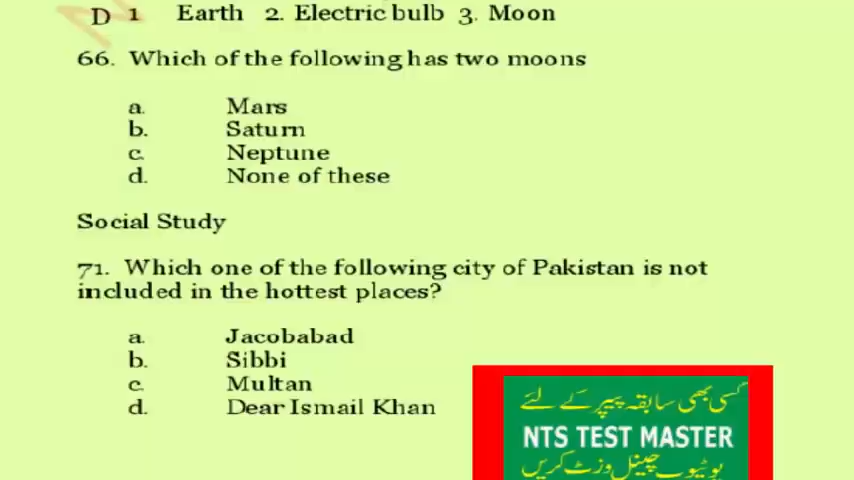 D 1 Earth 2. Electric bulb 3. Moon
66. Which of the following has two moons
a. Mars
b. Saturn
c. Neptune
d. None of these
Social Study
71. Which one of the following city of Pakistan is not
included in the hottest places?
a. Jacobabad
b. Sibbi
c. Multan
d. Dear Ismail Khan
کسی بھی سابقہ پیپر کے لئے
NTS TEST MASTER
یوٹیوب چینل وزٹ کریں